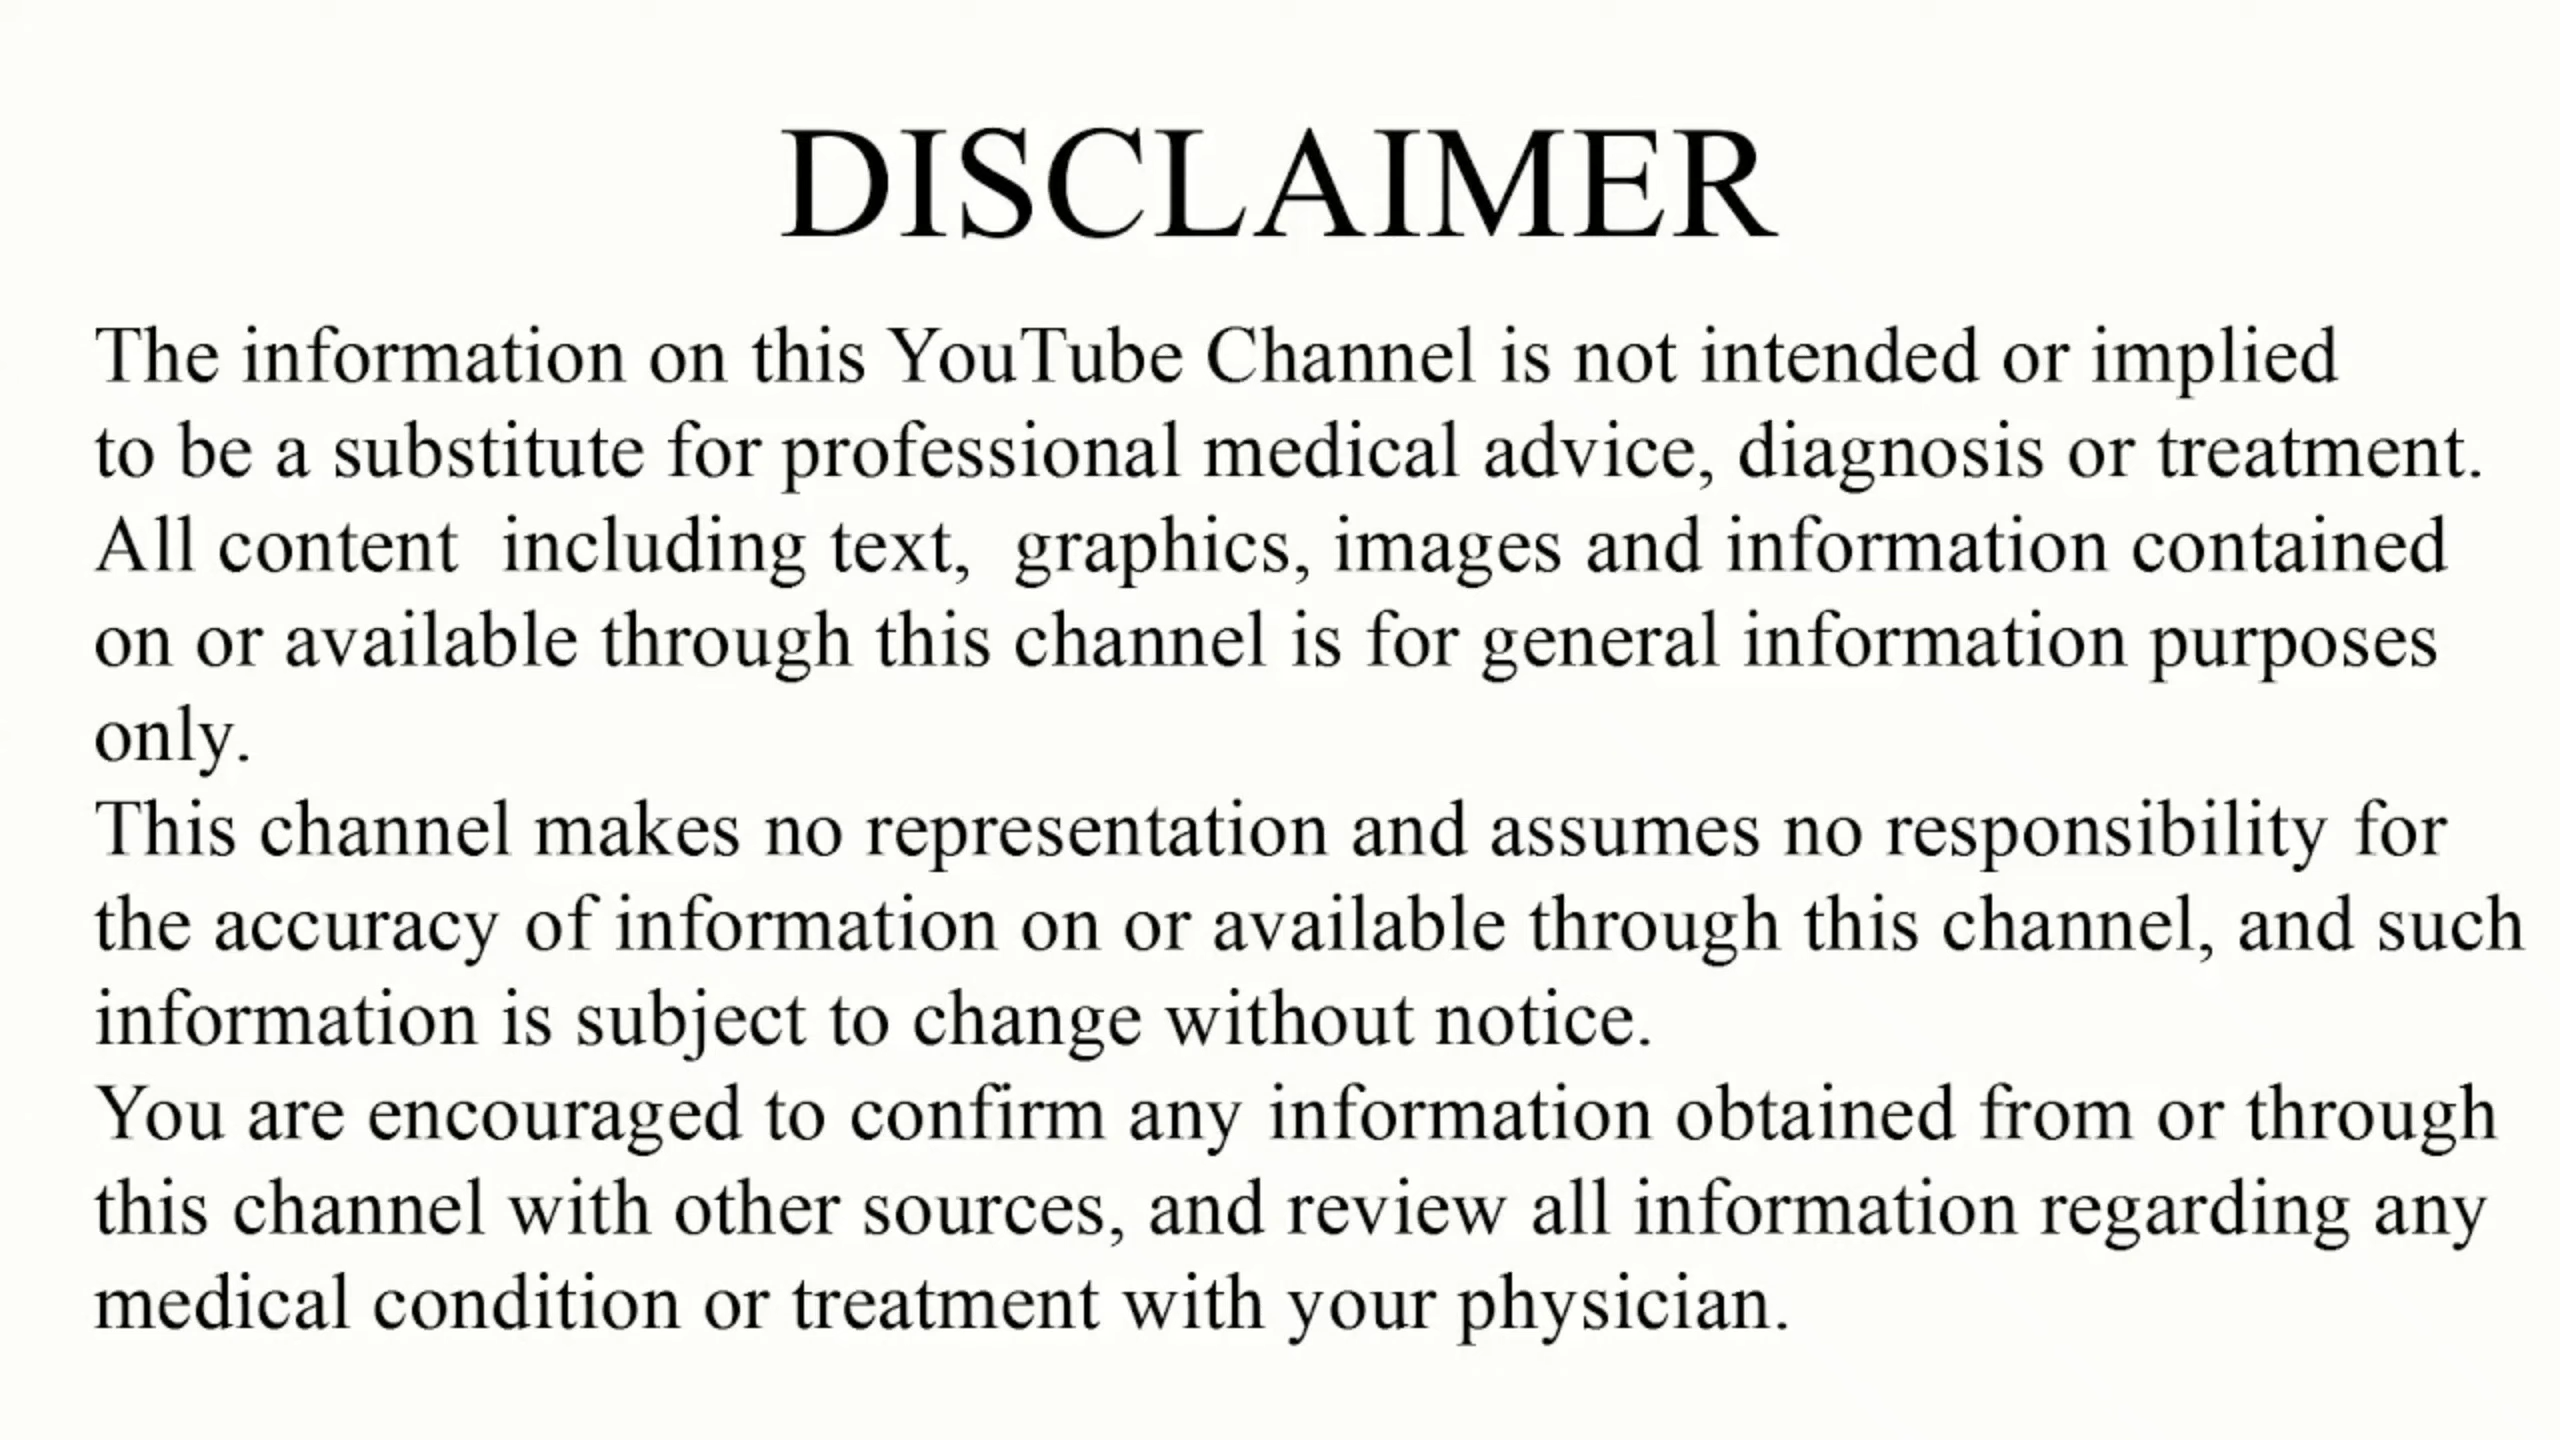 DISCLAIMER
The information on this YouTube Channel is not intended or implied
to be a substitute for professional medical advice, diagnosis or treatment.
All content  including text,  graphics, images and information contained
on or available through this channel is for general information purposes
only.
This channel makes no representation and assumes no responsibility for
the accuracy of information on or available through this channel, and such
information is subject to change without notice.
You are encouraged to confirm any information obtained from or through
this channel with other sources, and review all information regarding any
medical condition or treatment with your physician.